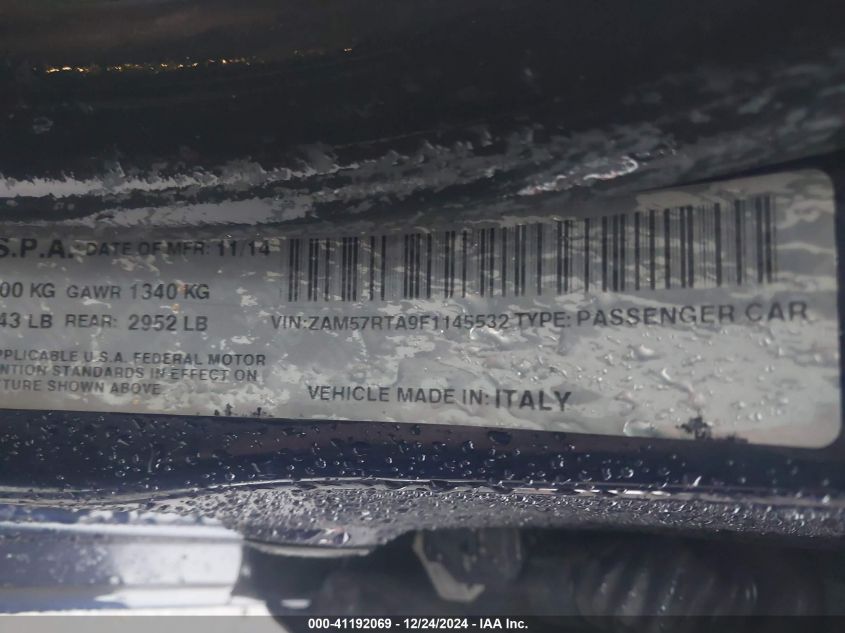 S.P.A. DATE OF MFR: 11/14
00 KG GAWR 1340 KG
43 LB REAR: 2952 LB
VIN:ZAM57RTA9F1145532 TYPE: PASSENGER CAR
APPLICABLE U.S.A. FEDERAL MOTOR
NTION STANDARDS IN EFFECT ON
TURE SHOWN ABOVE
VEHICLE MADE IN: ITALY
000-41192069 - 12/24/2024 - IAA Inc.